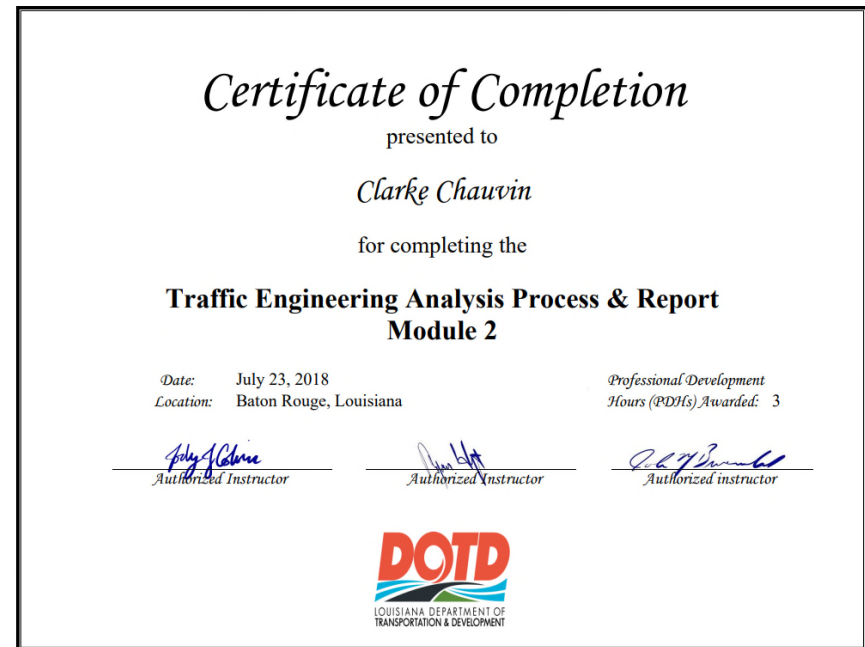 Certificate of Completion
presented to
Clarke Chauvin
for completing the
Traffic Engineering Analysis Process & Report
Module 2
Date: July 23, 2018
Location: Baton Rouge, Louisiana
Professional Development
Hours (PDHs) Awarded: 3
Authorized Instructor
Authorized Instructor
Authorized instructor
DOTD
LOUISIANA DEPARTMENT OF
TRANSPORTATION & DEVELOPMENT